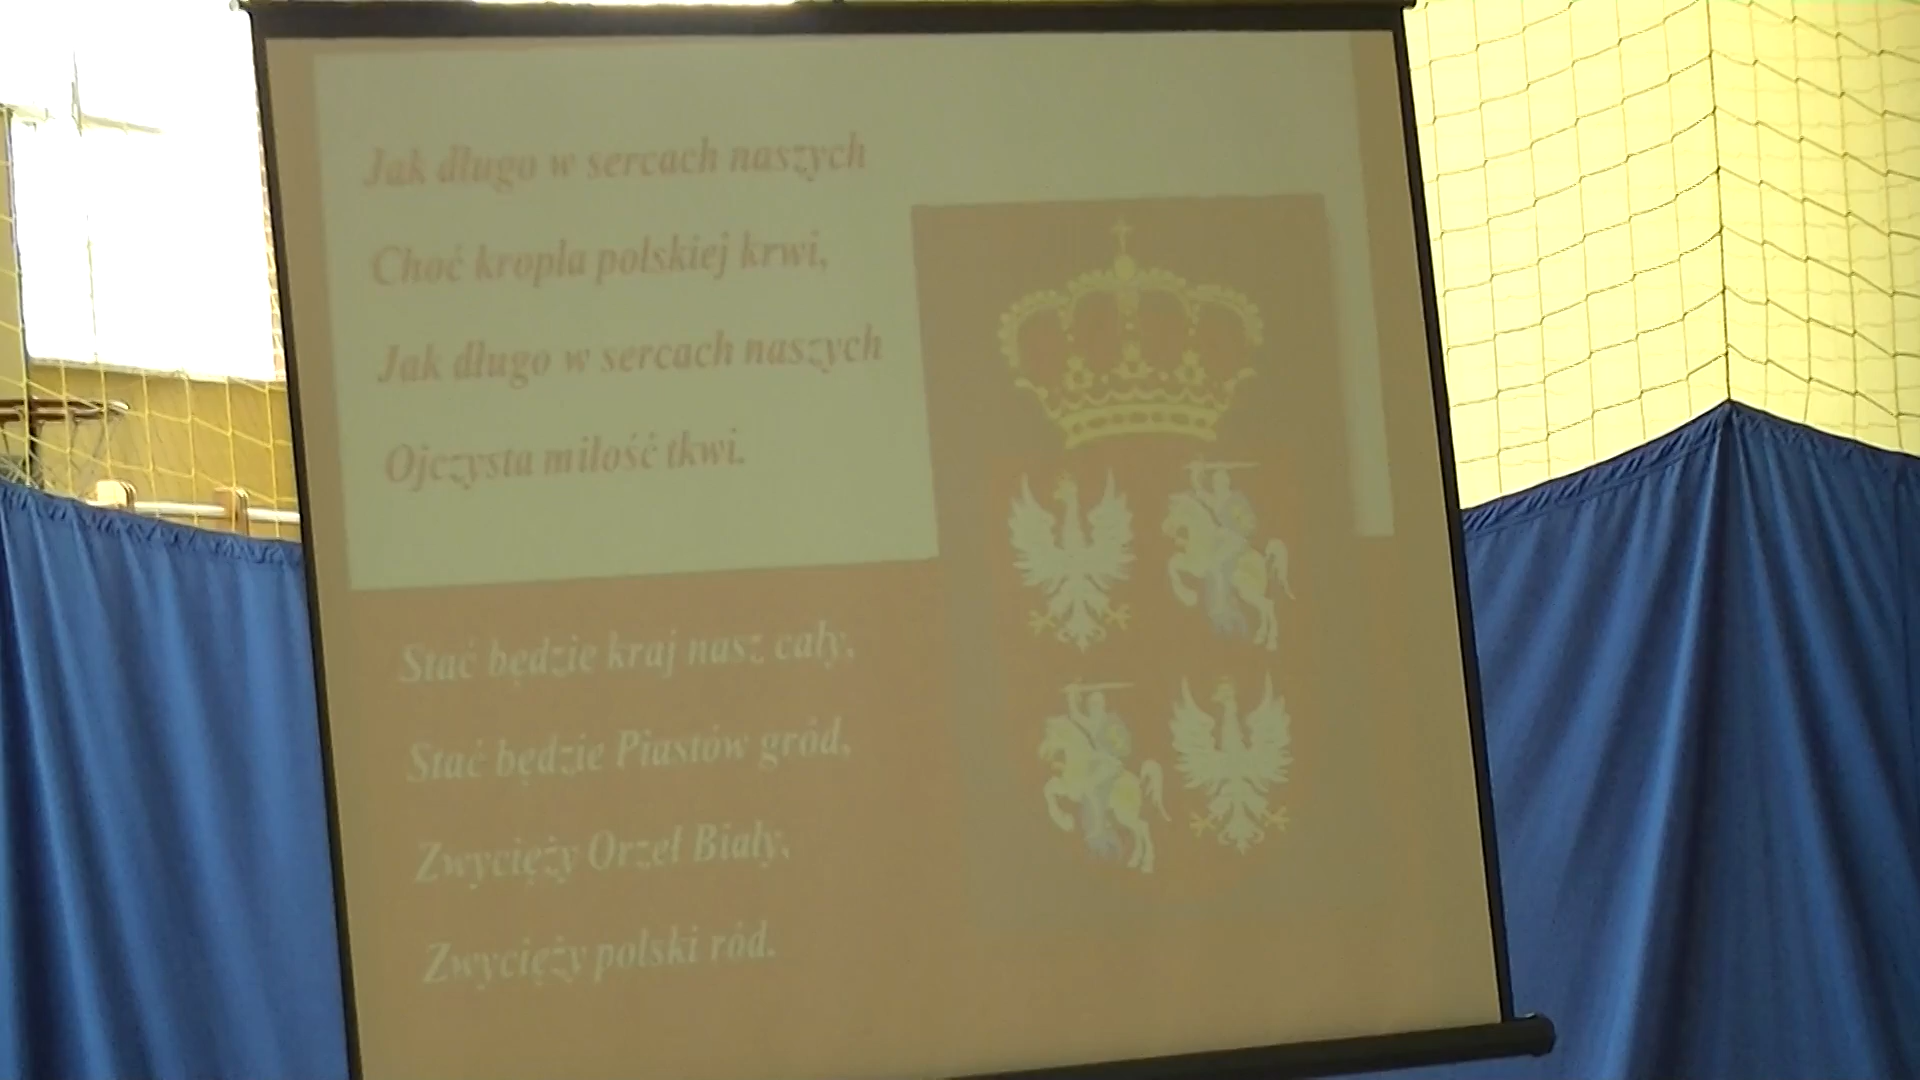 Jak długo w sercach naszych
Choć kropla polskiej krwi,
Jak długo w sercach naszych
Ojczysta miłość tkwi.
Stać będzie kraj nasz cały,
Stać będzie Piastów gród,
Zwycięży Orzeł Biały,
Zwycięży polski ród.